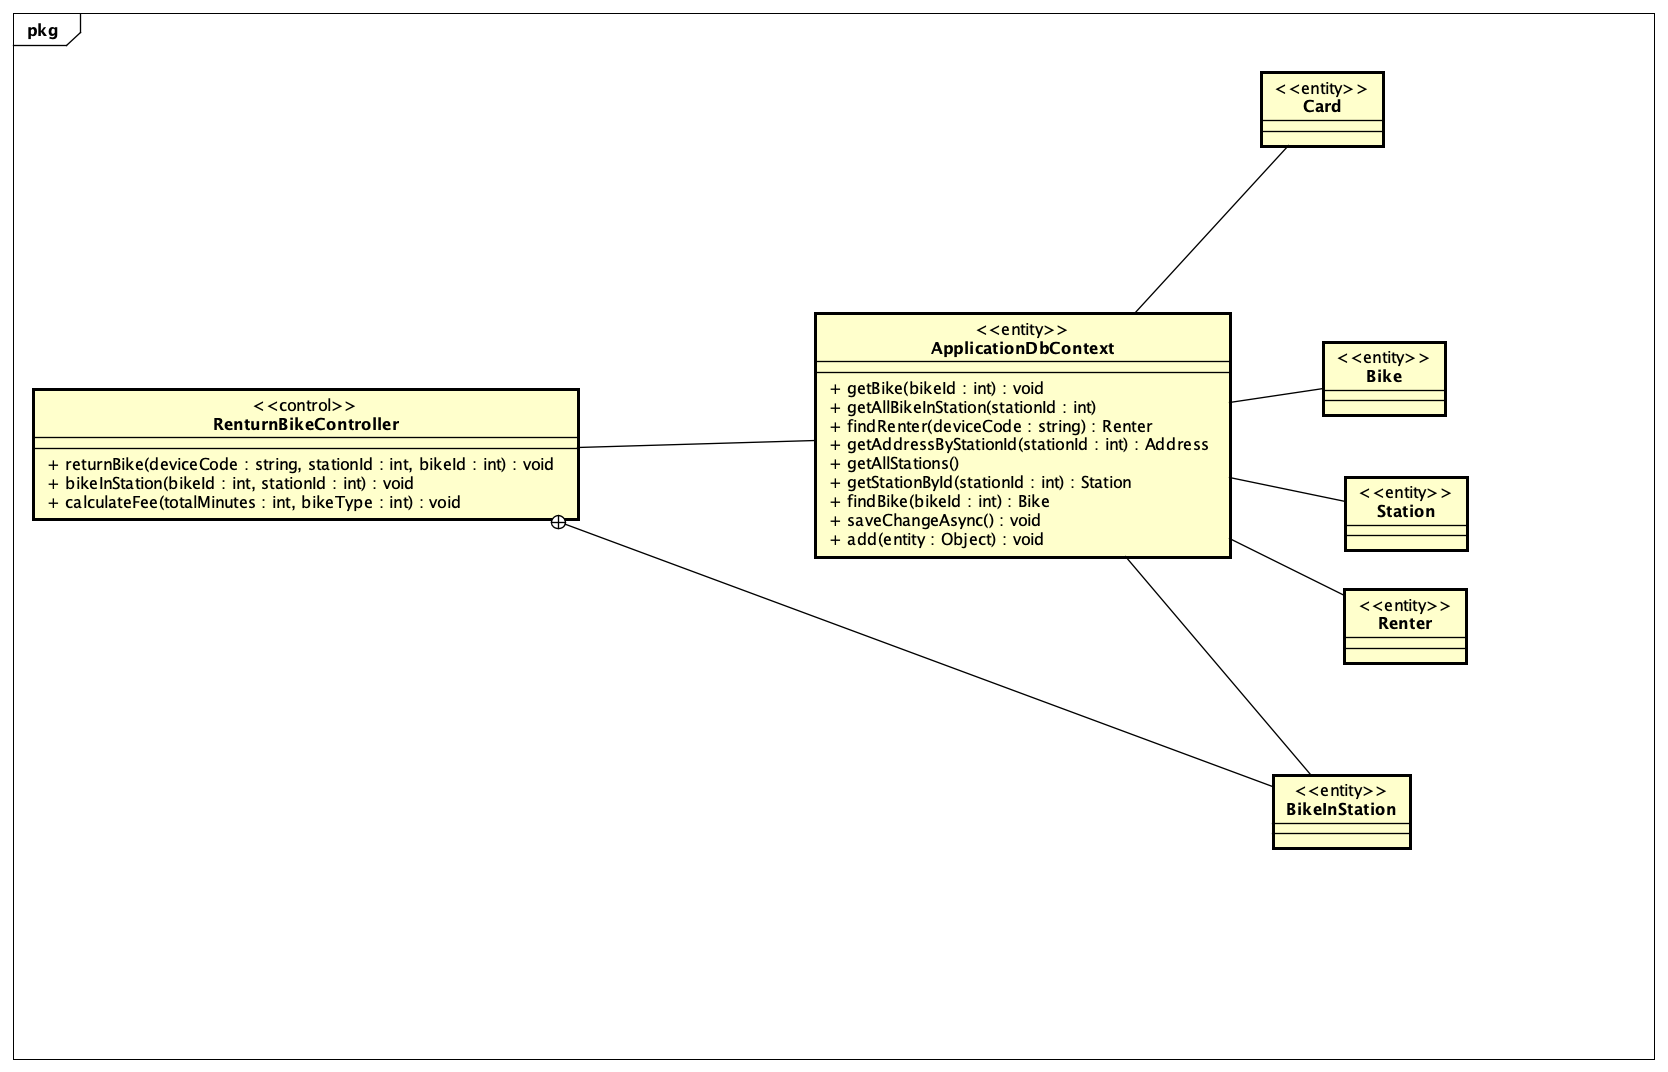 pkg
<<entity>>
Card
<<control>>
RenturnBikeController
+ returnBike(deviceCode : string, stationId : int, bikeId : int) : void
+ bikeInStation(bikeId : int, stationId : int) : void
+ calculateFee(totalMinutes : int, bikeType : int) : void
<<entity>>
ApplicationDbContext
+ getBike(bikeId : int) : void
+ getAllBikeInStation(stationId : int)
+ findRenter(deviceCode : string) : Renter
+ getAddressByStationId(stationId : int) : Address
+ getAllStations()
+ getStationById(stationId : int) : Station
+ findBike(bikeId : int) : Bike
+ saveChangeAsync() : void
+ add(entity : Object) : void
<<entity>>
Bike
<<entity>>
Station
<<entity>>
Renter
<<entity>>
BikeInStation